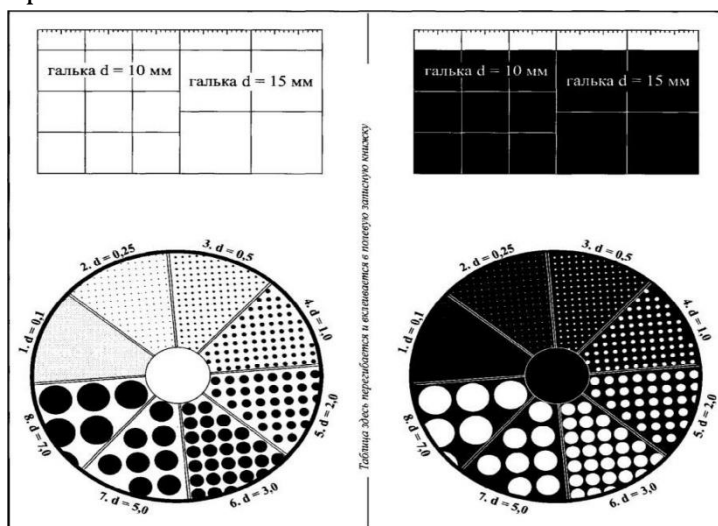 галька d = 10 мм
галька d = 15 мм
1. d = 0,1
2. d = 0,25
3. d = 0,5
4. d = 1,0
5. d = 2,0
6. d = 3,0
7. d = 5,0
8. d = 7,0
Таблица здесь перегибается и вклеивается в полевую записную книжку
галька d = 10 мм
галька d = 15 мм
1. d = 0,1
2. d = 0,25
3. d = 0,5
4. d = 1,0
5. d = 2,0
6. d = 3,0
7. d = 5,0
8. d = 7,0